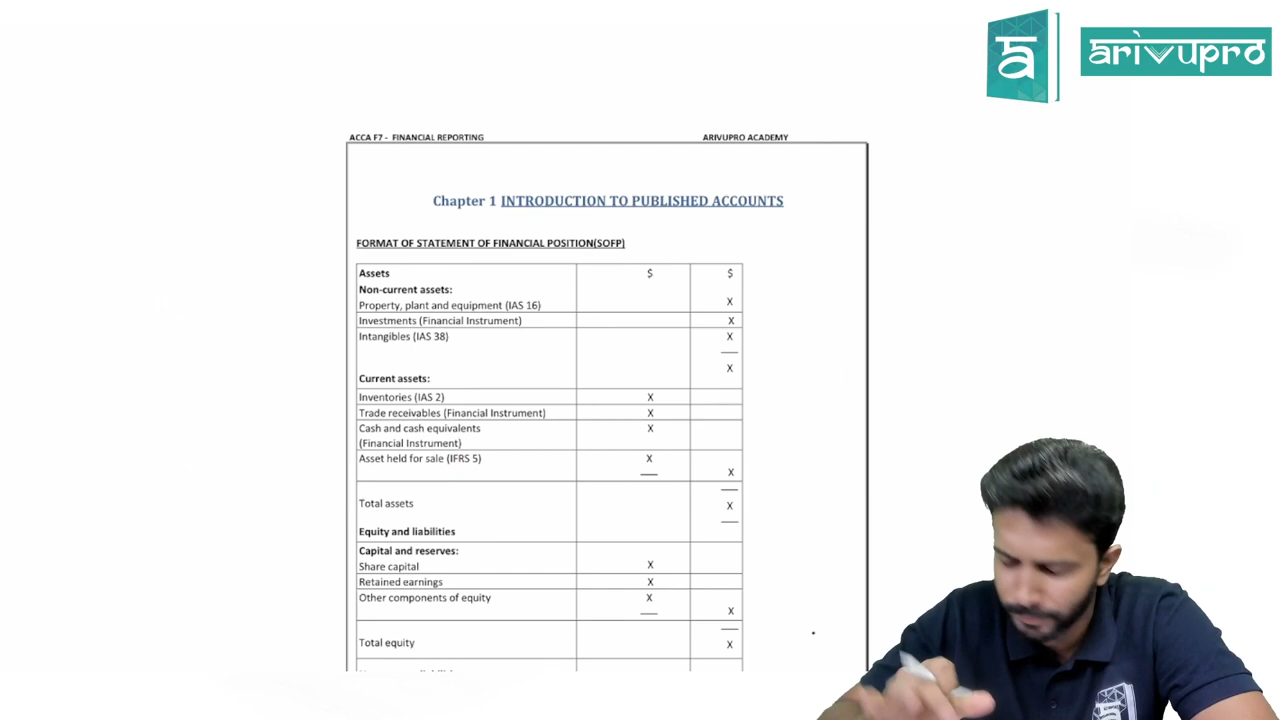 a
arivupro
ACCA F7 - FINANCIAL REPORTING ARIVUPRO ACADEMY
Chapter 1 INTRODUCTION TO PUBLISHED ACCOUNTS
FORMAT OF STATEMENT OF FINANCIAL POSITION(SOFP)
Assets $ $
Non-current assets:
Property, plant and equipment (IAS 16) X
Investments (Financial Instrument) X
Intangibles (IAS 38) X
X
Current assets:
Inventories (IAS 2) X
Trade receivables (Financial Instrument) X
Cash and cash equivalents X
(Financial Instrument)
Asset held for sale (IFRS 5) X
X
Total assets X
Equity and liabilities
Capital and reserves:
Share capital X
Retained earnings X
Other components of equity X
X
Total equity X